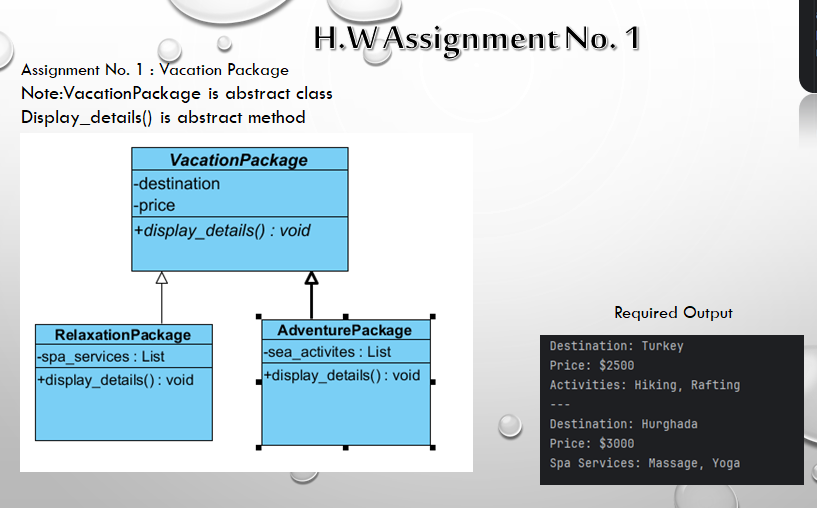 H.W Assignment No. 1
Assignment No. 1 : Vacation Package
Note:VacationPackage is abstract class
Display_details() is abstract method
VacationPackage
-destination
-price
+display_details() : void
RelaxationPackage
-spa_services : List
+display_details() : void
AdventurePackage
-sea_activites : List
+display_details() : void
Required Output
Destination: Turkey
Price: $2500
Activities: Hiking, Rafting
---
Destination: Hurghada
Price: $3000
Spa Services: Massage, Yoga